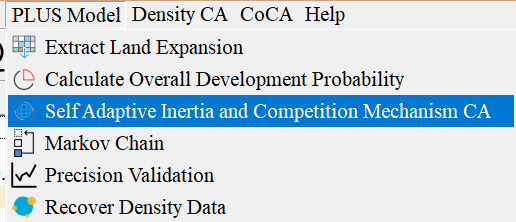 PLUS Model Density CA CoCA Help
Extract Land Expansion
Calculate Overall Development Probability
Self Adaptive Inertia and Competition Mechanism CA
Markov Chain
Precision Validation
Recover Density Data